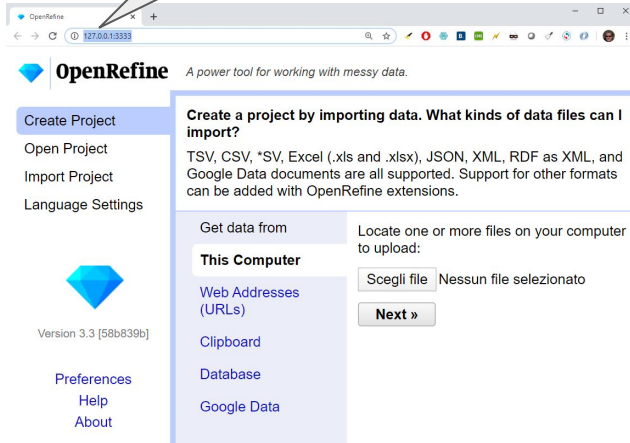 OpenRefine
127.0.0.1:3333
OpenRefine A power tool for working with messy data.
Create Project
Open Project
Import Project
Language Settings
Version 3.3 [58b839b]
Preferences
Help
About
Create a project by importing data. What kinds of data files can I
import?
TSV, CSV, *SV, Excel (.xls and .xlsx), JSON, XML, RDF as XML, and
Google Data documents are all supported. Support for other formats
can be added with OpenRefine extensions.
Get data from
This Computer
Web Addresses
(URLs)
Clipboard
Database
Google Data
Locate one or more files on your computer
to upload:
Scegli file Nessun file selezionato
Next »